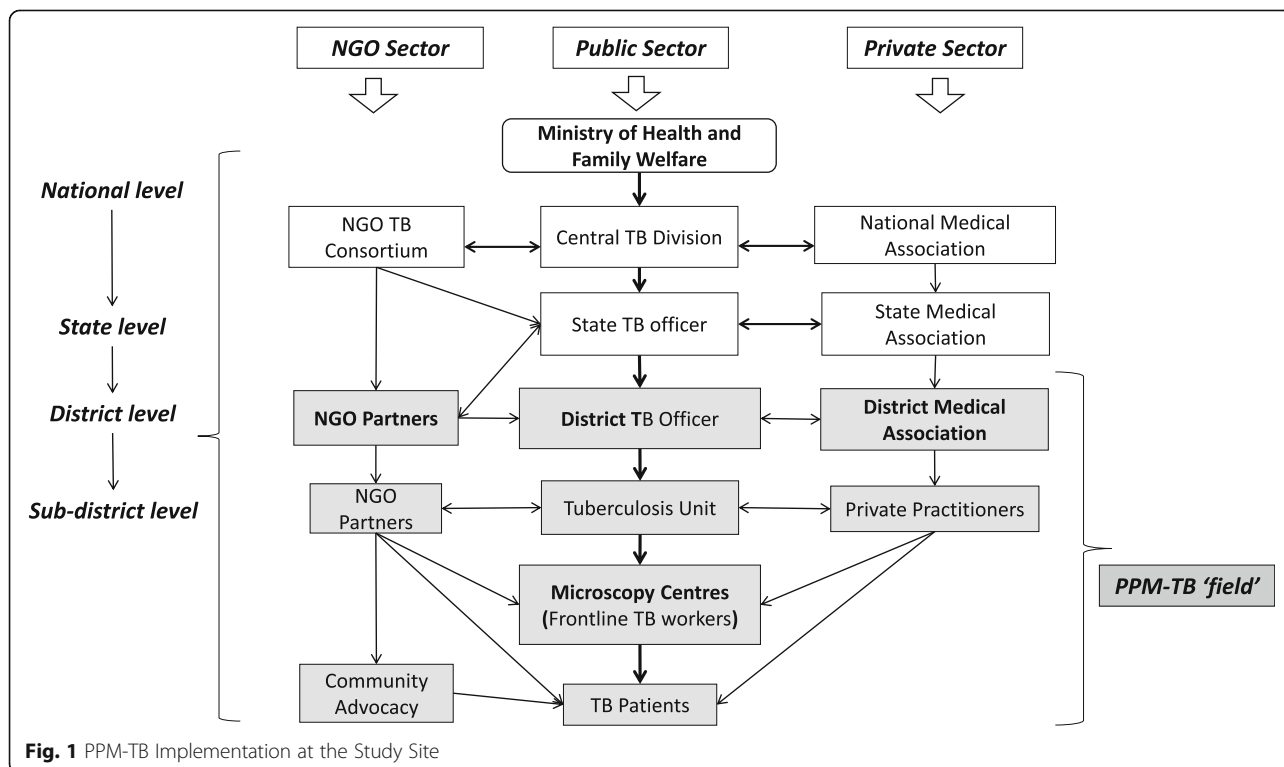 NGO Sector
Public Sector
Private Sector
Ministry of Health and
Family Welfare
National level
NGO TB
Consortium
Central TB Division
National Medical
Association
State level
State TB officer
State Medical
Association
District level
NGO Partners
District TB Officer
District Medical
Association
Sub-district level
NGO
Partners
Tuberculosis Unit
Private Practitioners
Microscopy Centres
(Frontline TB workers)
PPM-TB ‘field’
Community
Advocacy
TB Patients
Fig. 1 PPM-TB Implementation at the Study Site